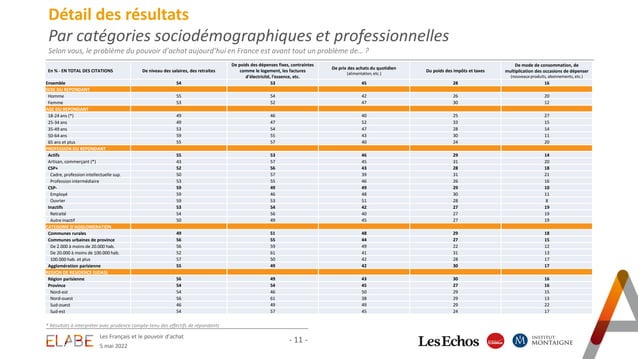 Détail des résultats
Par catégories sociodémographiques et professionnelles
Selon vous, le problème du pouvoir d'achat aujourd'hui en France est avant tout un problème de… ?
En % - EN TOTAL DES CITATIONS De niveau des salaires, des retraites De poids des dépenses fixes, contraintes comme le logement, les factures d'électricité, l'essence, etc. De prix des achats du quotidien (alimentation, etc.) Du poids des impôts et taxes De mode de consommation, de multiplication des occasions de dépenser (nouveaux produits, abonnements, etc.)
Ensemble 54 53 45 28 16
SEXE DU REPONDANT
Homme 55 54 42 26 20
Femme 53 52 47 30 12
AGE DU REPONDANT
18-24 ans (*) 49 46 40 25 27
25-34 ans 49 47 52 33 15
35-49 ans 53 54 47 28 14
50-64 ans 59 55 43 30 11
65 ans et plus 55 57 40 24 20
PROFESSION DU REPONDANT
Actifs 55 53 46 29 14
Artisan, commerçant (*) 43 57 45 31 20
CSP+ 52 56 43 28 18
Cadre, profession intellectuelle sup. 50 57 39 31 21
Profession intermédiaire 53 55 46 26 16
CSP- 59 49 49 29 10
Employé 59 46 48 30 11
Ouvrier 59 53 51 28 8
Inactifs 53 54 42 27 19
Retraité 54 56 40 27 19
Autre inactif 50 49 45 27 19
CATEGORIE D'AGGLOMERATION
Communes rurales 49 51 48 29 18
Communes urbaines de province 56 55 44 27 15
De 2.000 à moins de 20.000 hab. 56 59 49 22 12
De 20.000 à moins de 100.000 hab. 52 61 41 31 13
100.000 hab. et plus 57 50 42 28 17
Agglomération parisienne 55 49 42 30 17
REGION DE RESIDENCE (UDA5)
Région parisienne 56 49 43 30 16
Province 54 54 45 27 16
Nord-est 54 46 50 29 15
Nord-ouest 56 61 38 29 13
Sud-ouest 46 49 49 29 22
Sud-est 54 57 45 24 17
* Résultats à interpréter avec prudence compte-tenu des effectifs de répondants
ELABE
Les Français et le pouvoir d'achat
5 mai 2022
- 11 -
Les Echos
INSTITUT
MONTAIGNE